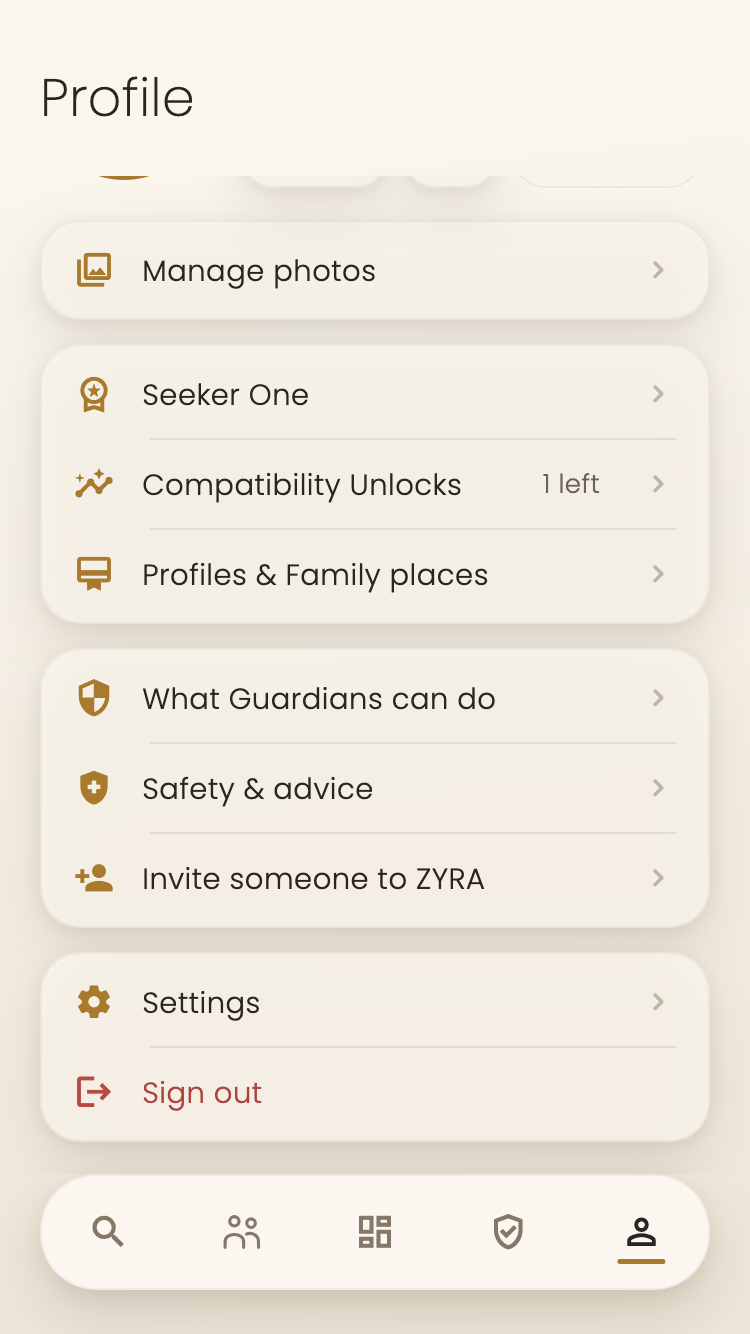 Profile
Manage photos
Seeker One
Compatibility Unlocks 1 left
Profiles & Family places
What Guardians can do
Safety & advice
Invite someone to ZYRA
Settings
Sign out